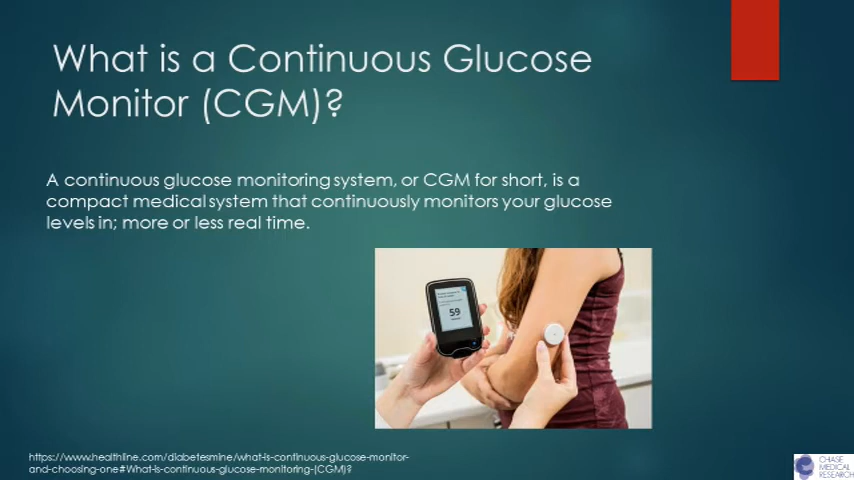 What is a Continuous Glucose
Monitor (CGM)?
A continuous glucose monitoring system, or CGM for short, is a
compact medical system that continuously monitors your glucose
levels in; more or less real time.
59
https://www.healthline.com/diabetesmine/what-is-continuous-glucose-monitor-
and-choosing-one#What-is-continuous-glucose-monitoring-(CGM)?
CHASE
MEDICAL
RESEARCH